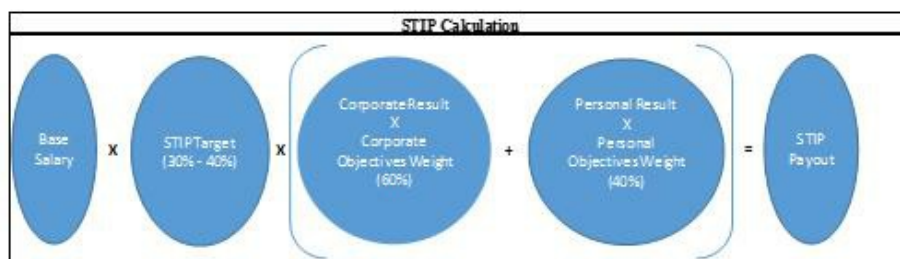 STIP Calculation
Base
Salary
X
STIP Target
(30% - 40%)
X
Corporate Result
X
Corporate
Objectives Weight
(60%)
+
Personal Result
X
Personal
Objectives Weight
(40%)
=
STIP
Payout